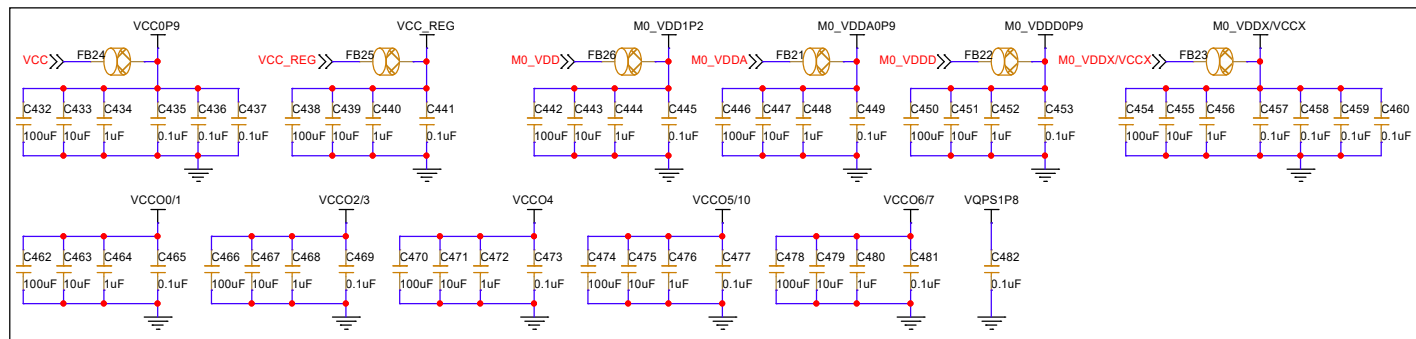 VCC0P9 VCC_REG M0_VDD1P2 M0_VDDA0P9 M0_VDDD0P9 M0_VDDX/VCCX
VCC FB24 VCC_REG FB25 M0_VDD FB26 M0_VDDA FB21 M0_VDDD FB22 M0_VDDX/VCCX FB23
C432 C433 C434 C435 C436 C437 C438 C439 C440 C441 C442 C443 C444 C445 C446 C447 C448 C449 C450 C451 C452 C453 C454 C455 C456 C457 C458 C459 C460
100uF 10uF 1uF 0.1uF 0.1uF 0.1uF 100uF 10uF 1uF 0.1uF 100uF 10uF 1uF 0.1uF 100uF 10uF 1uF 0.1uF 100uF 10uF 1uF 0.1uF 100uF 10uF 1uF 0.1uF 0.1uF 0.1uF 0.1uF
VCCO0/1 VCCO2/3 VCCO4 VCCO5/10 VCCO6/7 VQPS1P8
C462 C463 C464 C465 C466 C467 C468 C469 C470 C471 C472 C473 C474 C475 C476 C477 C478 C479 C480 C481 C482
100uF 10uF 1uF 0.1uF 100uF 10uF 1uF 0.1uF 100uF 10uF 1uF 0.1uF 100uF 10uF 1uF 0.1uF 100uF 10uF 1uF 0.1uF 0.1uF